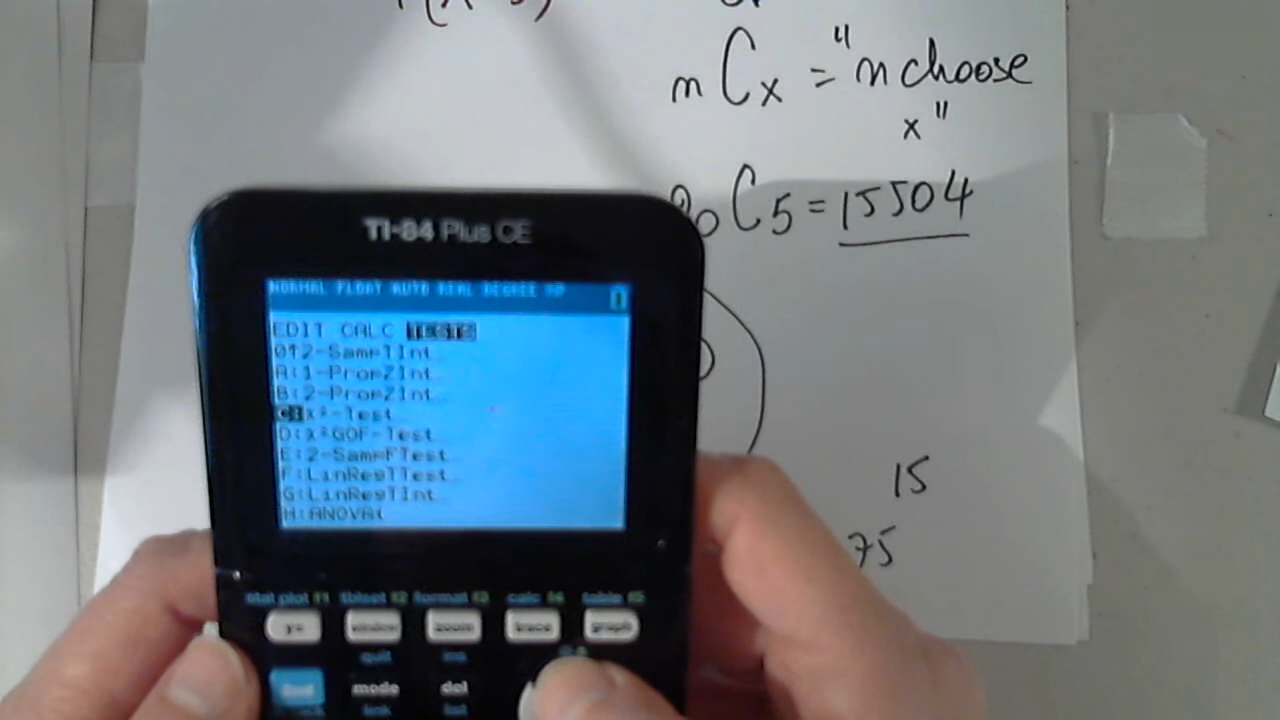 mCx = "n choose
x"
20C5 = 15504
TI-84 Plus CE
NORMAL FLOAT AUTO REAL DEGREE MP
EDIT CALC TESTS
0↑2-SampTInt…
A:1-PropZInt…
B:2-PropZInt…
C:χ²-Test…
D:χ²GOF-Test…
E:2-SampFTest…
F:LinRegTTest…
G:LinRegTInt…
H:ANOVA(
15
75
stat plot f1 tblset f2 format f3 calc f4 table f5
y= window zoom trace graph
quit ins
2nd mode del
link list